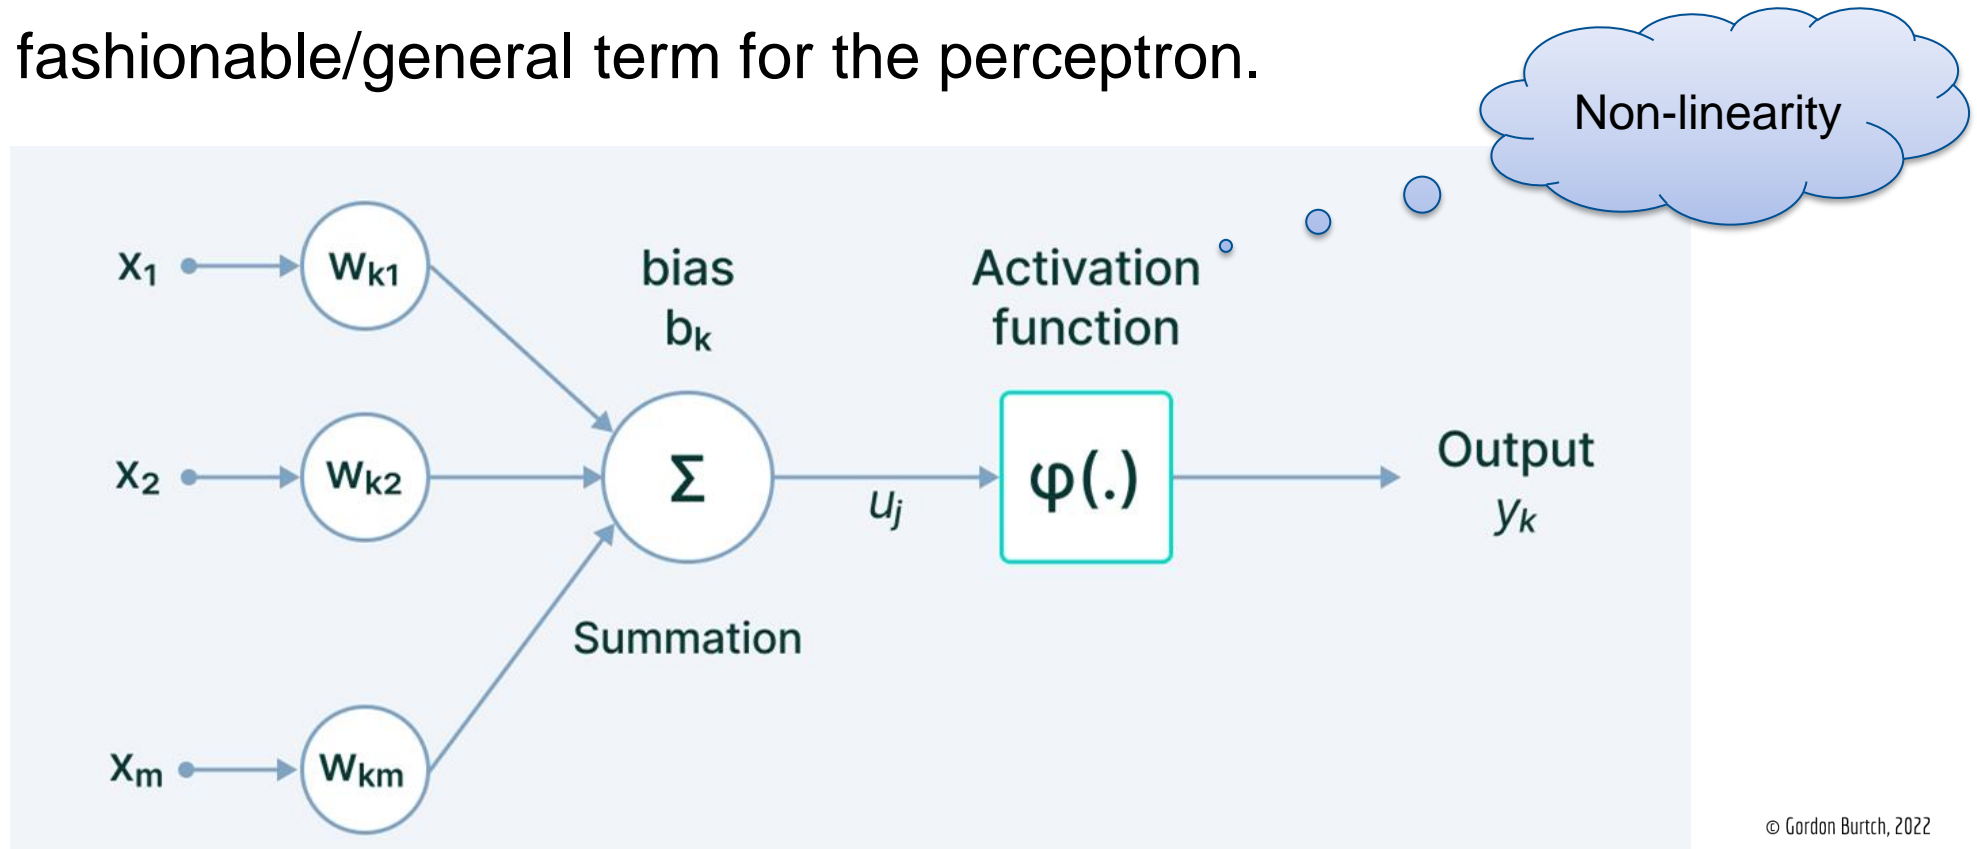 fashionable/general term for the perceptron.
Non-linearity
x₁
wₖ₁
bias
bₖ
Activation
function
x₂
wₖ₂
Σ
uⱼ
φ(.)
Output
yₖ
Summation
xₘ
wₖₘ
© Gordon Burtch, 2022